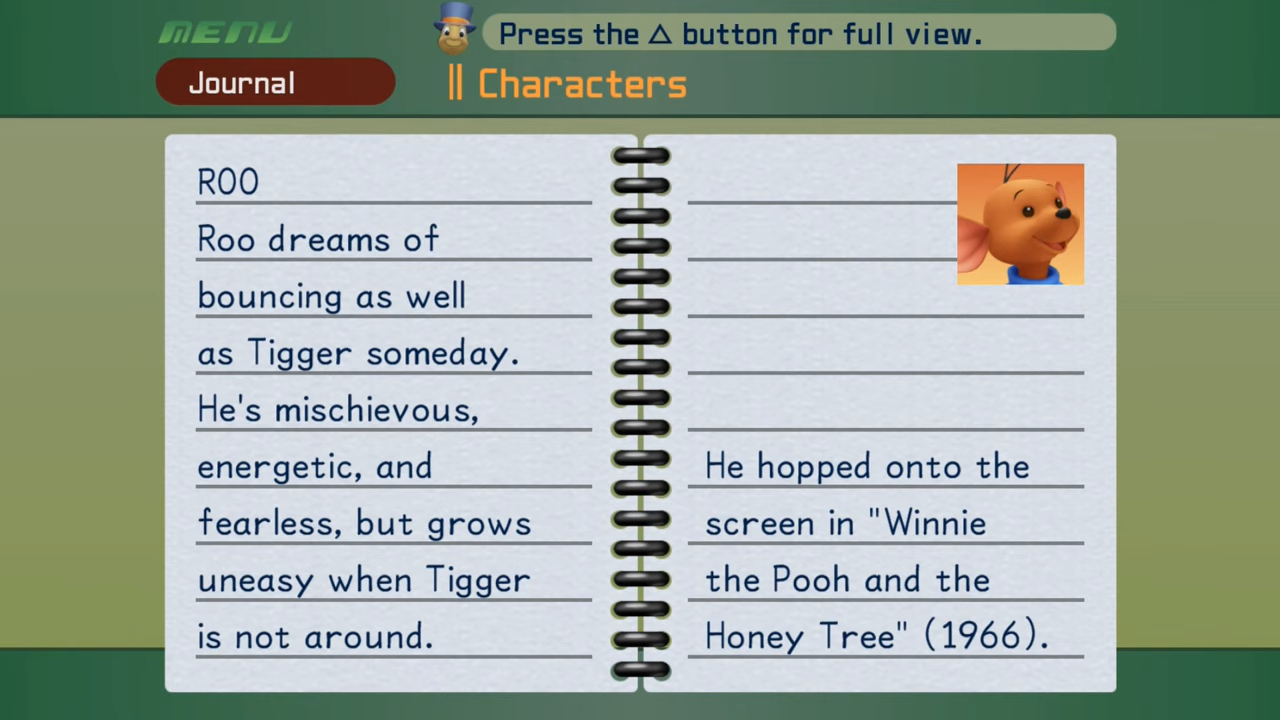 MENU
Press the △ button for full view.
Journal
Characters
ROO
Roo dreams of
bouncing as well
as Tigger someday.
He's mischievous,
energetic, and
fearless, but grows
uneasy when Tigger
is not around.
He hopped onto the
screen in "Winnie
the Pooh and the
Honey Tree" (1966).